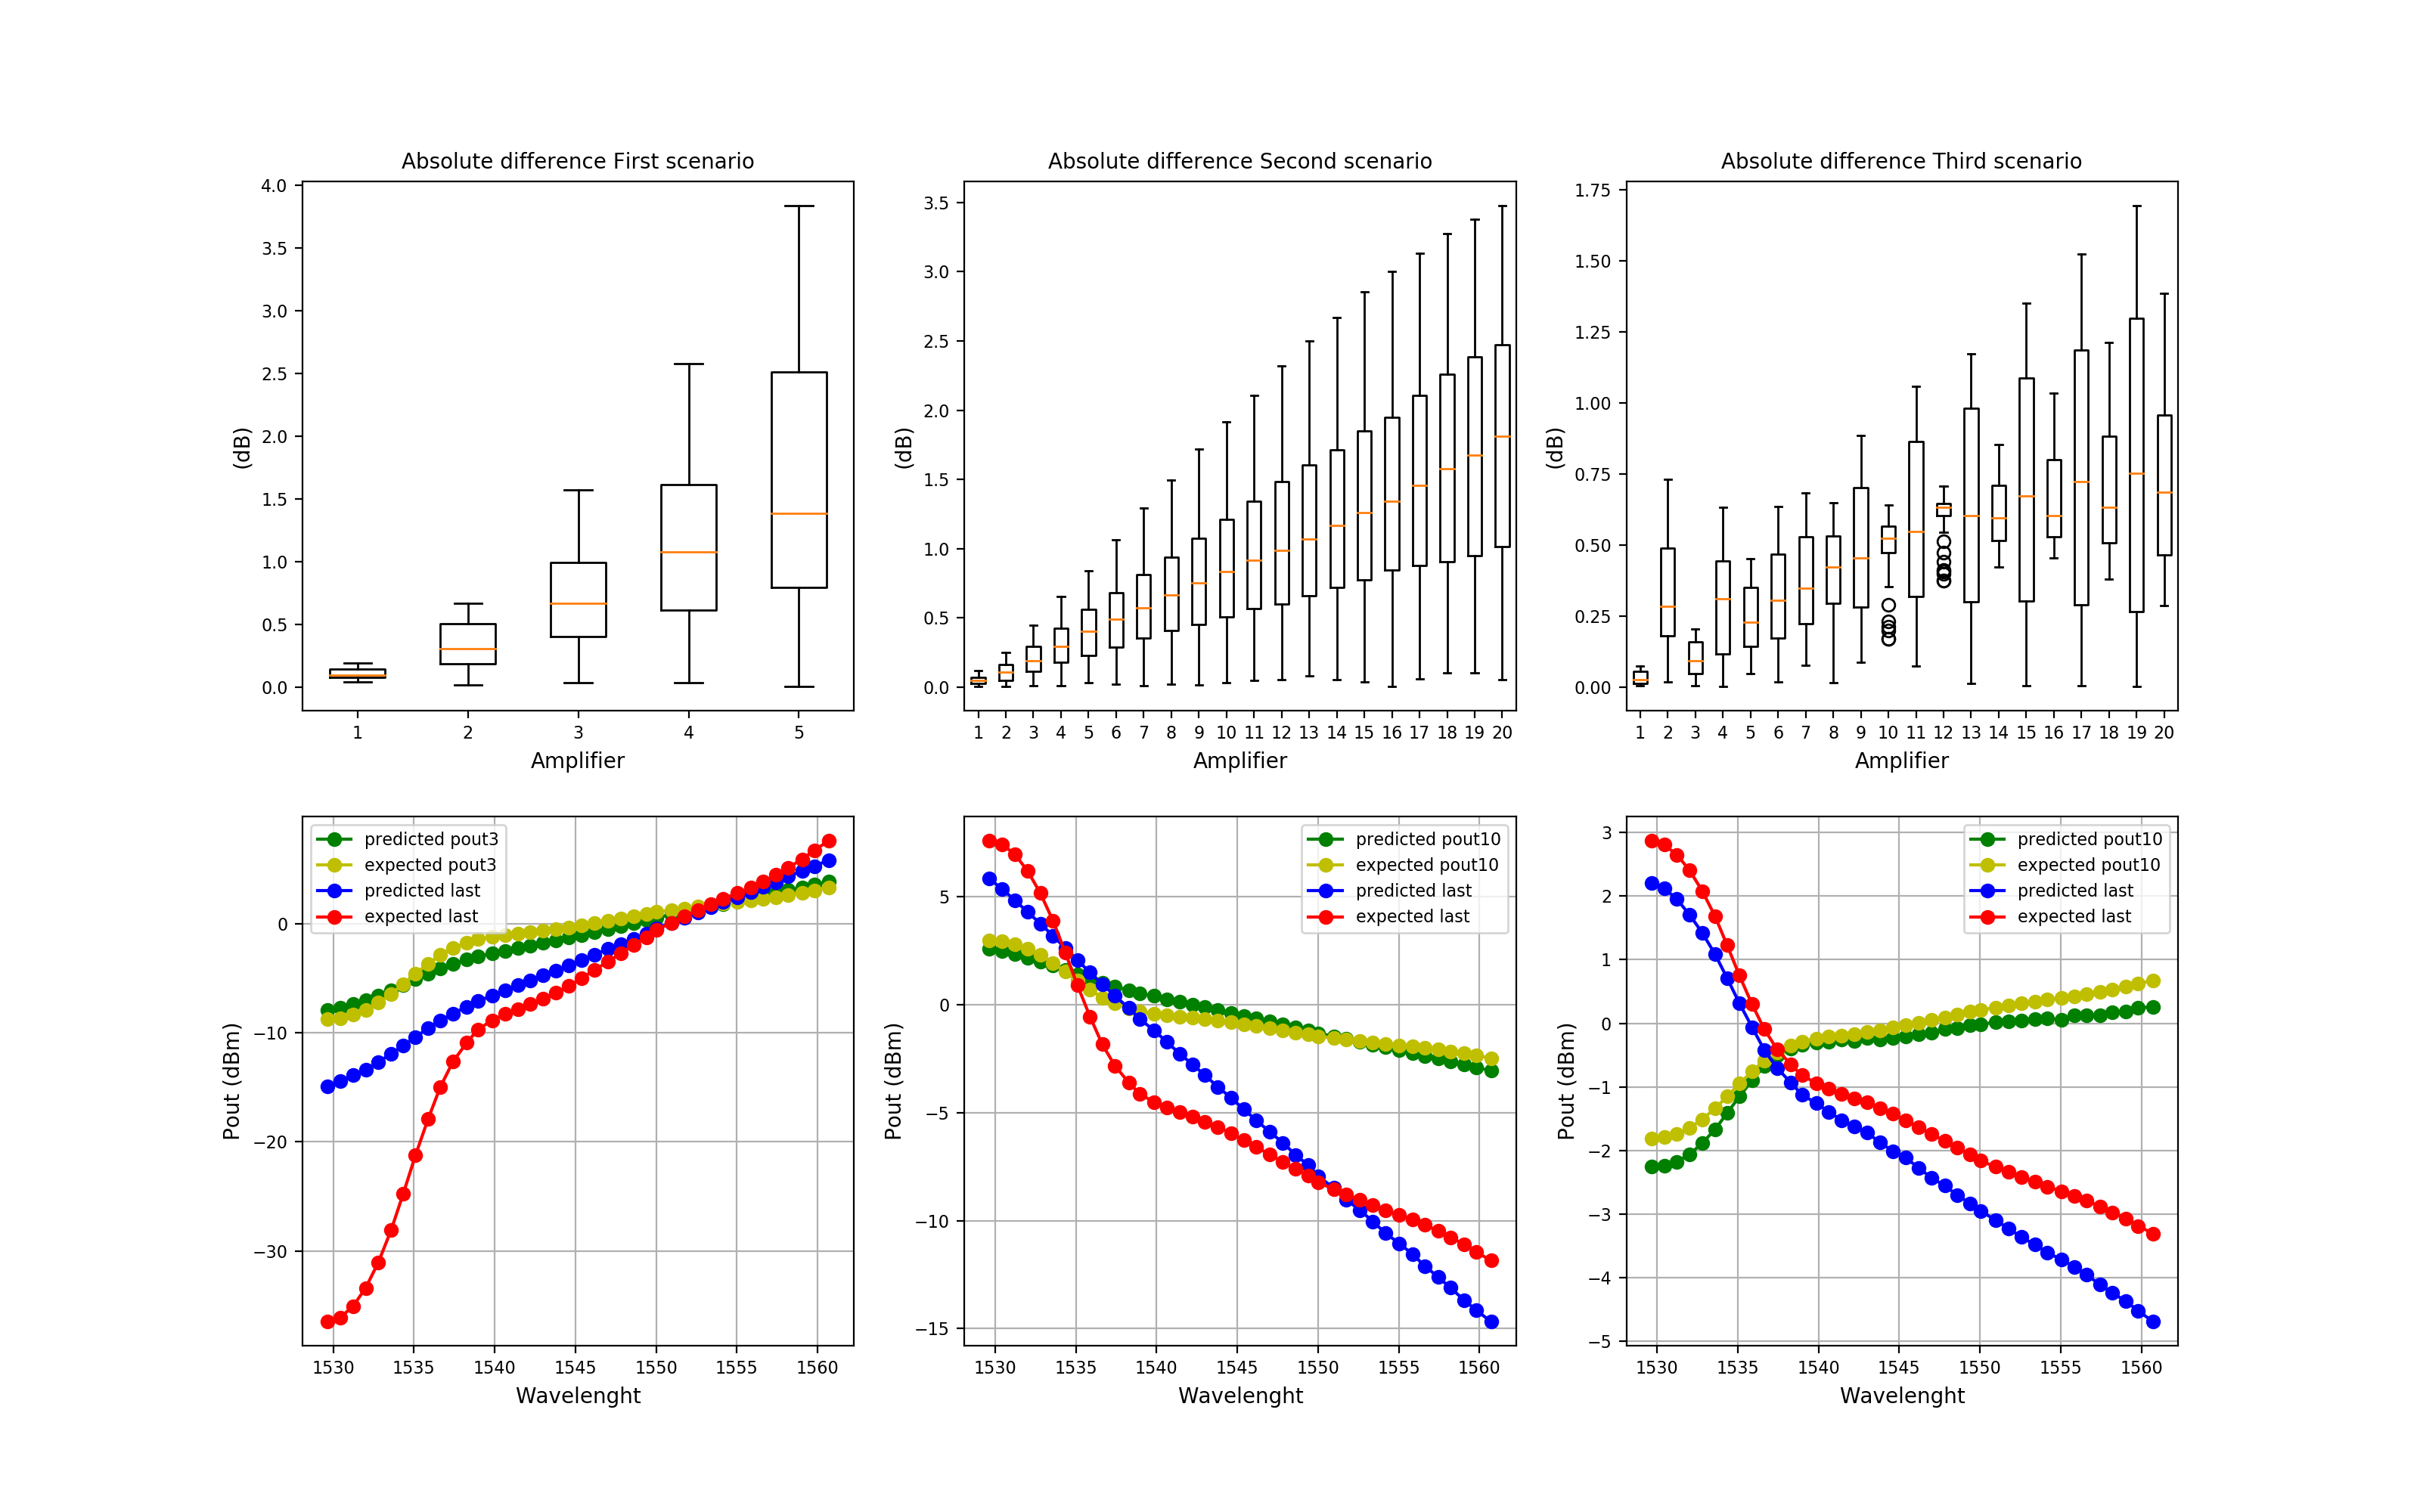 Absolute difference First scenario
4.0
3.5
3.0
2.5
2.0
1.5
1.0
0.5
0.0
(dB)
1 2 3 4 5
Amplifier
Absolute difference Second scenario
3.5
3.0
2.5
2.0
1.5
1.0
0.5
0.0
(dB)
1 2 3 4 5 6 7 8 9 10 11 12 13 14 15 16 17 18 19 20
Amplifier
Absolute difference Third scenario
1.75
1.50
1.25
1.00
0.75
0.50
0.25
0.00
(dB)
1 2 3 4 5 6 7 8 9 10 11 12 13 14 15 16 17 18 19 20
Amplifier
predicted pout3
expected pout3
predicted last
expected last
0
−10
−20
−30
Pout (dBm)
1530 1535 1540 1545 1550 1555 1560
Wavelenght
predicted pout10
expected pout10
predicted last
expected last
5
0
−5
−10
−15
Pout (dBm)
1530 1535 1540 1545 1550 1555 1560
Wavelenght
predicted pout10
expected pout10
predicted last
expected last
3
2
1
0
−1
−2
−3
−4
−5
Pout (dBm)
1530 1535 1540 1545 1550 1555 1560
Wavelenght